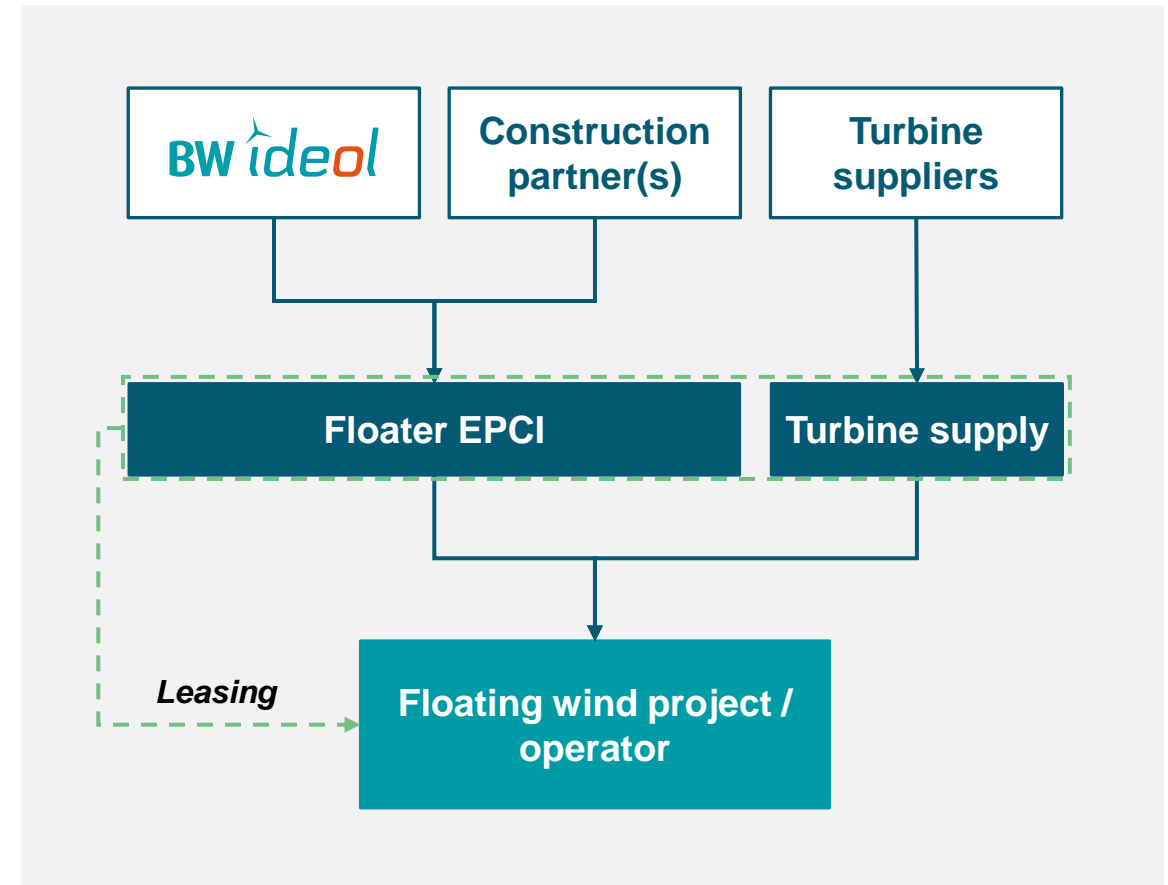 BW ideol
Construction
partner(s)
Turbine
suppliers
Floater EPCI
Turbine supply
Leasing
Floating wind project /
operator